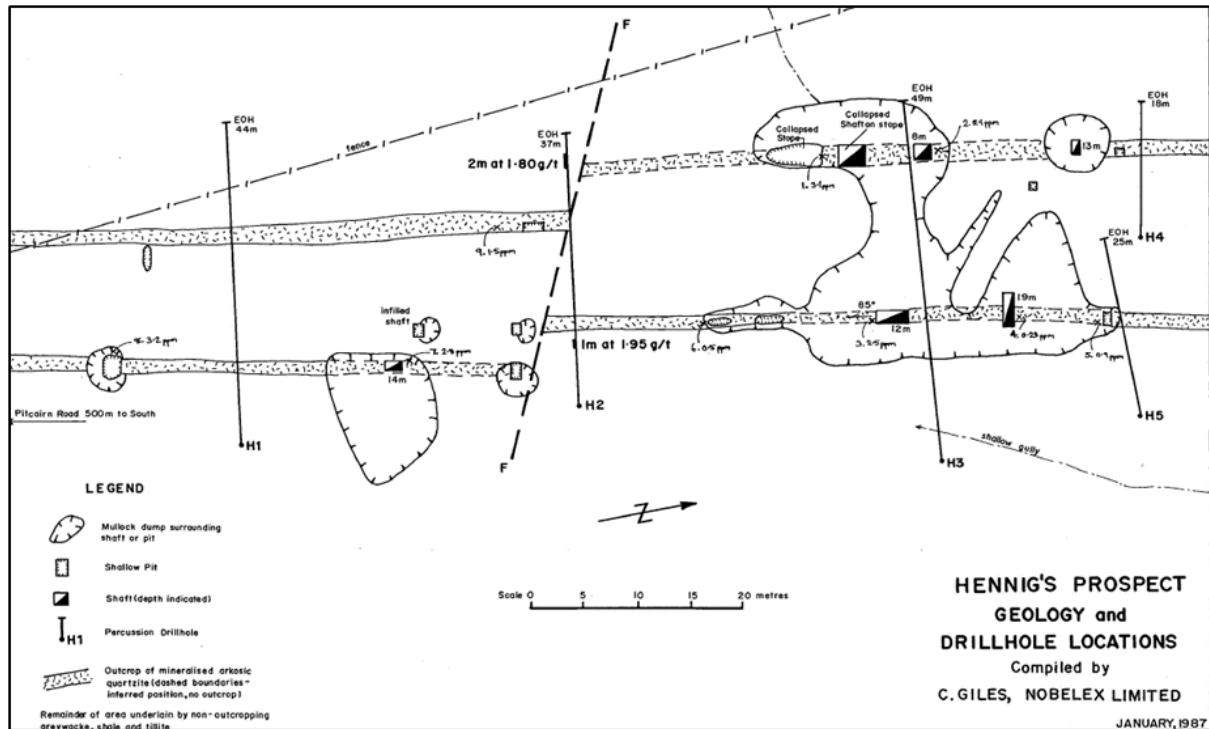 F
EOH
49m
EOH
18m
EOH
44m
EOH
37m
fence
Collapsed
Stope
Collapsed
Shaft on stope
8m
13m
2m at 1·80g/t
H4
EOH
25m
infilled
shaft
85°
19m
12m
1m at 1·95 g/t
14m
Pitcairn Road 500m to South
H1
H2
H5
H3
shallow gully
F
LEGEND
Mullock dump surrounding
shaft or pit
Shallow Pit
Shaft (depth indicated)
H1 Percussion Drillhole
Outcrop of mineralised arkosic
quartzite (dashed boundaries-
inferred position, no outcrop)
Remainder of area underlain by non-outcropping
greywacke, shale and tillite
Z
Scale 0 5 10 15 20 metres
HENNIG'S PROSPECT
GEOLOGY and
DRILLHOLE LOCATIONS
Compiled by
C. GILES, NOBELEX LIMITED
JANUARY, 1987